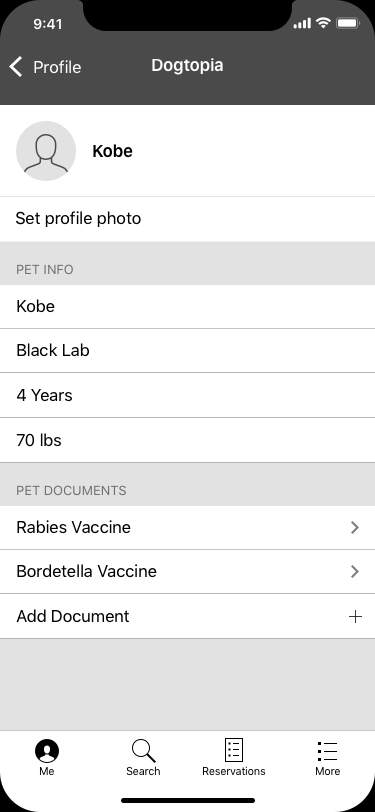 9:41
Profile
Dogtopia
Kobe
Set profile photo
PET INFO
Kobe
Black Lab
4 Years
70 lbs
PET DOCUMENTS
Rabies Vaccine
Bordetella Vaccine
Add Document
Me
Search
Reservations
More